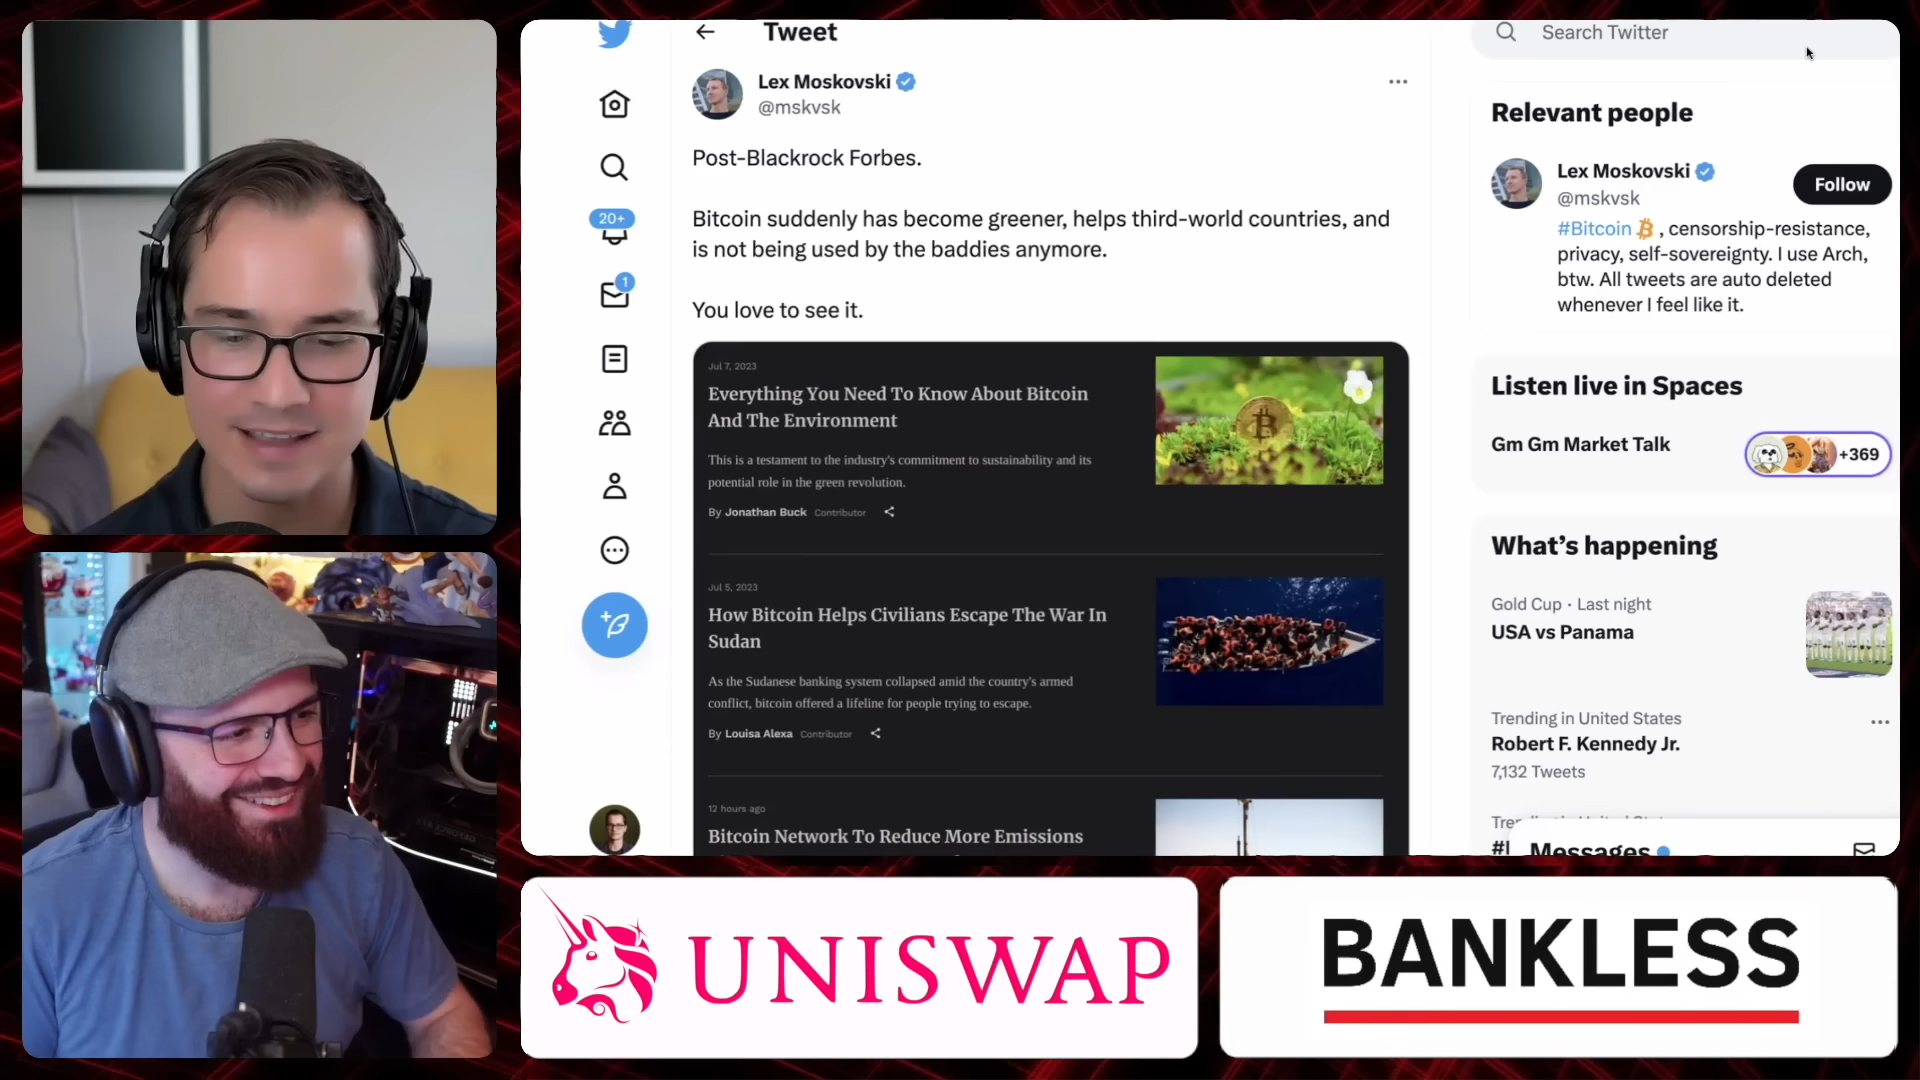 Tweet
Search Twitter
Lex Moskovski
@mskvsk
Post-Blackrock Forbes.
Bitcoin suddenly has become greener, helps third-world countries, and
is not being used by the baddies anymore.
You love to see it.
20+
1
Jul 7, 2023
Everything You Need To Know About Bitcoin
And The Environment
This is a testament to the industry's commitment to sustainability and its
potential role in the green revolution.
By Jonathan Buck Contributor
Jul 5, 2023
How Bitcoin Helps Civilians Escape The War In
Sudan
As the Sudanese banking system collapsed amid the country's armed
conflict, bitcoin offered a lifeline for people trying to escape.
By Louisa Alexa Contributor
12 hours ago
Bitcoin Network To Reduce More Emissions
Relevant people
Lex Moskovski
@mskvsk
Follow
#Bitcoin , censorship-resistance,
privacy, self-sovereignty. I use Arch,
btw. All tweets are auto deleted
whenever I feel like it.
Listen live in Spaces
Gm Gm Market Talk
+369
What's happening
Gold Cup · Last night
USA vs Panama
Trending in United States
Robert F. Kennedy Jr.
7,132 Tweets
Messages
UNISWAP
BANKLESS